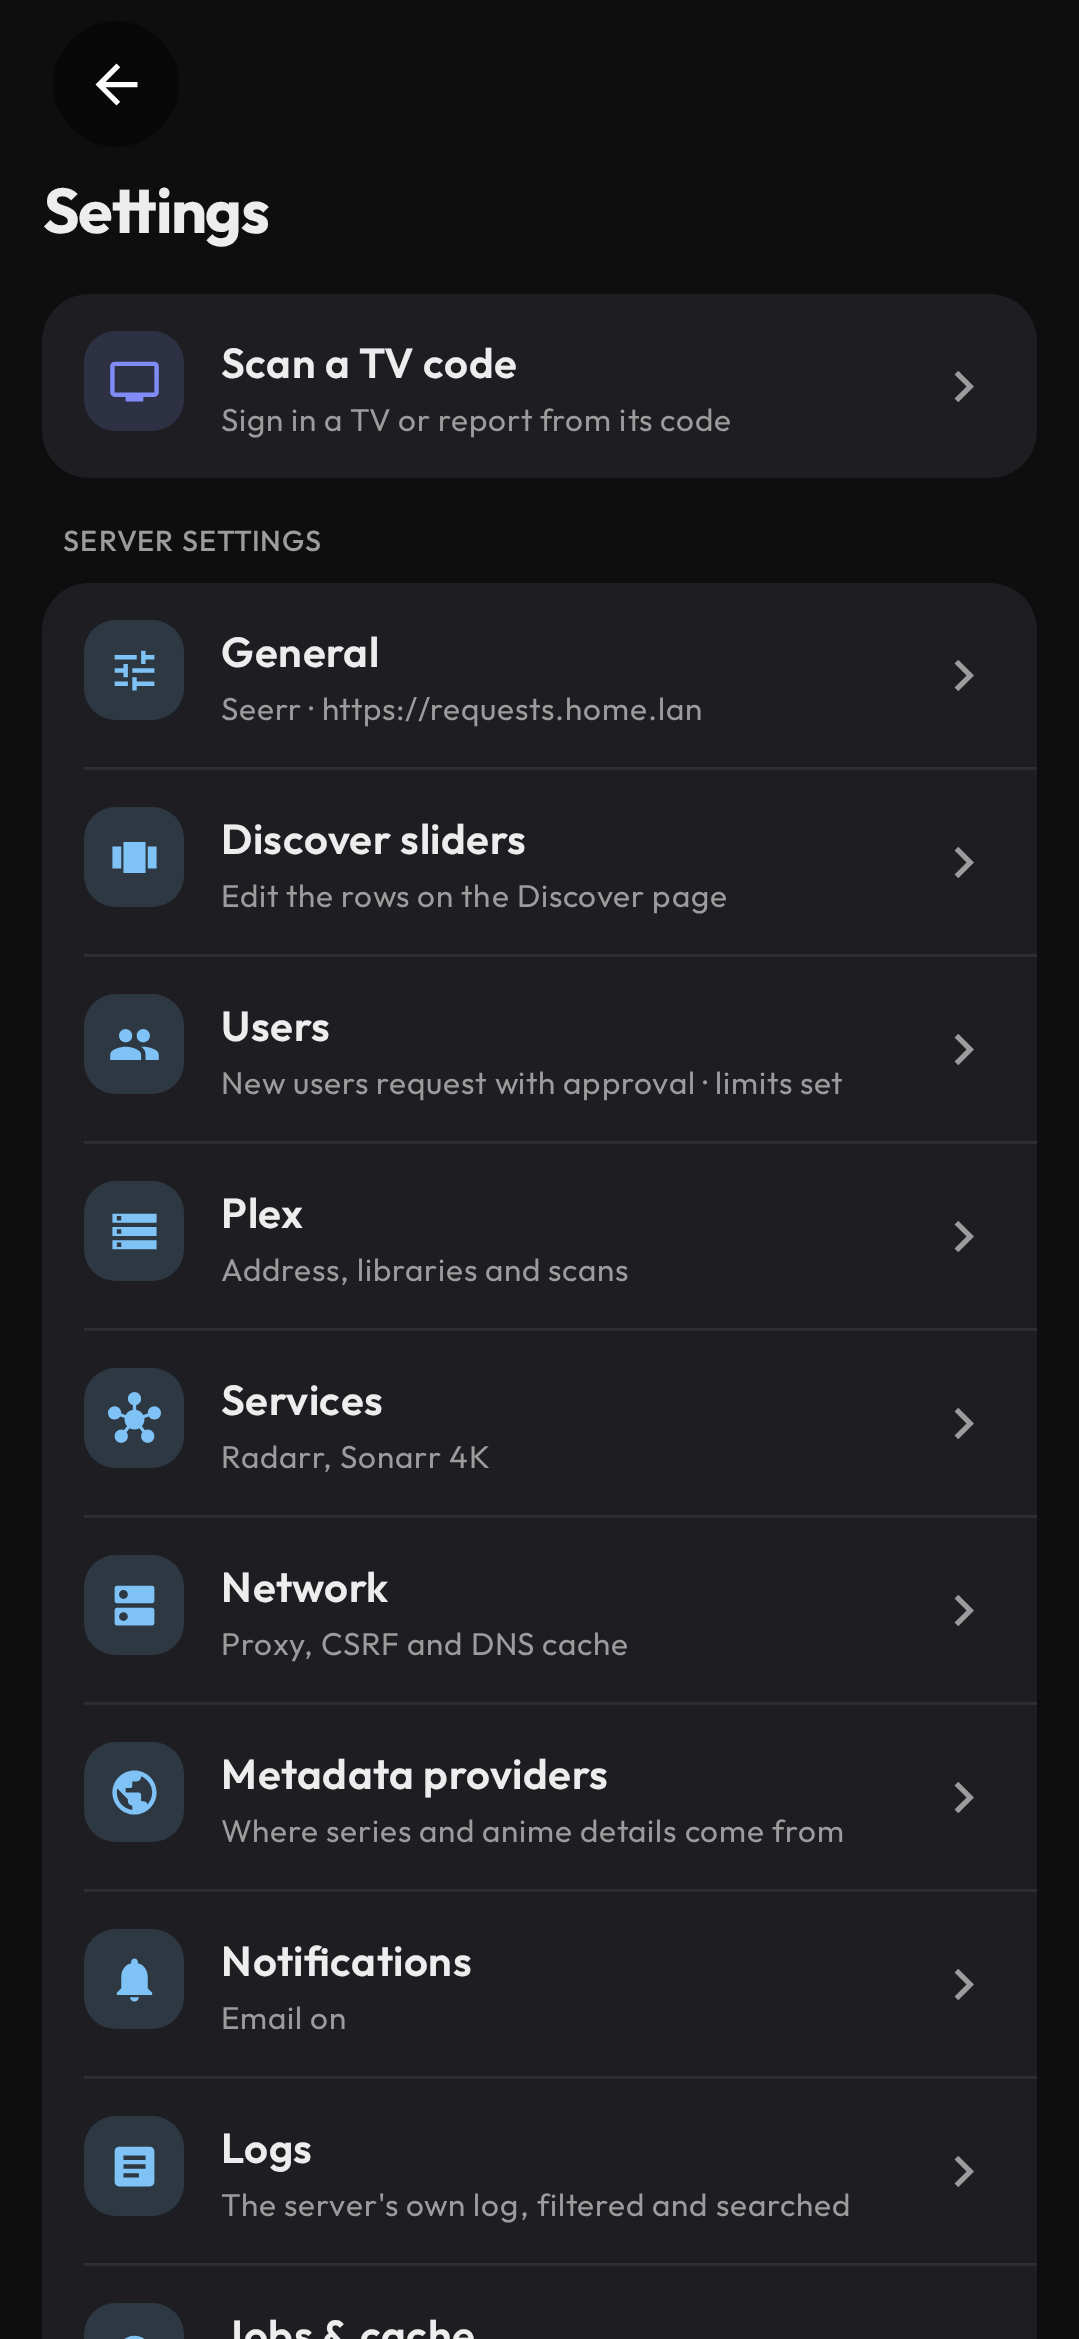 Settings
Scan a TV code
Sign in a TV or report from its code
SERVER SETTINGS
General
Seerr · https://requests.home.lan
Discover sliders
Edit the rows on the Discover page
Users
New users request with approval · limits set
Plex
Address, libraries and scans
Services
Radarr, Sonarr 4K
Network
Proxy, CSRF and DNS cache
Metadata providers
Where series and anime details come from
Notifications
Email on
Logs
The server's own log, filtered and searched
Jobs & cache